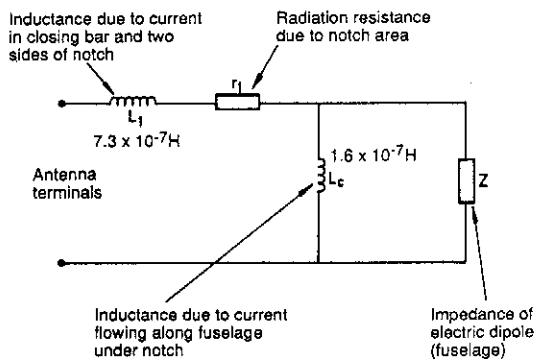 Inductance due to current
in closing bar and two
sides of notch
Radiation resistance
due to notch area
r₁
L₁
7.3 x 10⁻⁷H
1.6 x 10⁻⁷H
Antenna
terminals
L꜀
Z
Inductance due to current
flowing along fuselage
under notch
Impedance of
electric dipole
(fuselage)